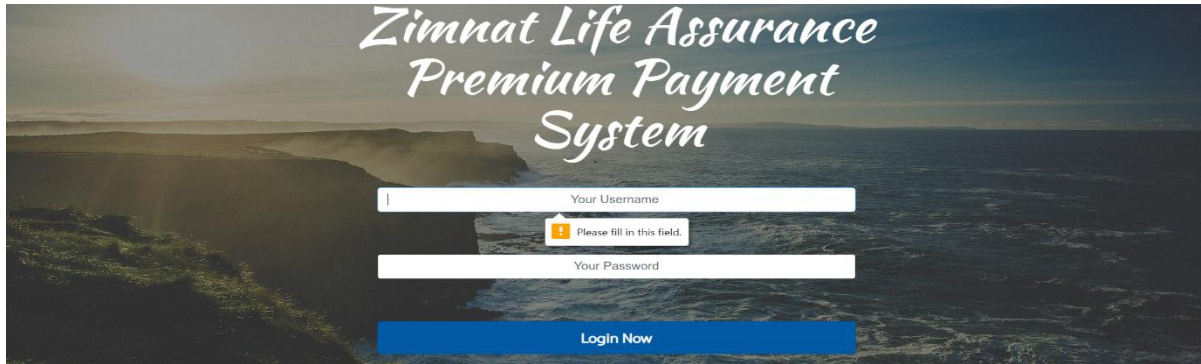 Zimnat Life Assurance
Premium Payment
System
Your Username
! Please fill in this field.
Your Password
Login Now